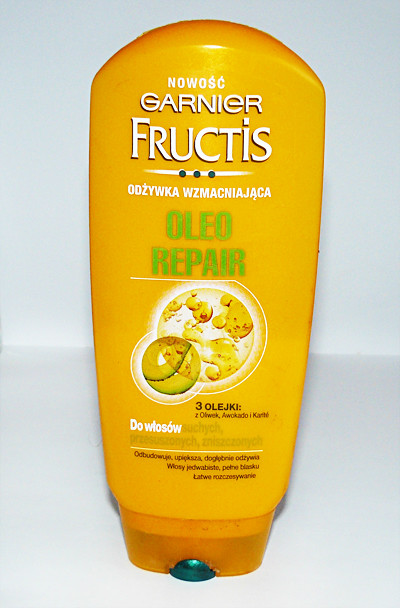 NOWOŚĆ
GARNIER
FRUCTIS
ODŻYWKA WZMACNIAJĄCA
OLEO
REPAIR
3 OLEJKI:
z Oliwek, Awokado i Karité
Do włosów suchych,
przesuszonych, zniszczonych
Odbudowuje, upiększa, dogłębnie odżywia
Włosy jedwabiste, pełne blasku
Łatwe rozczesywanie